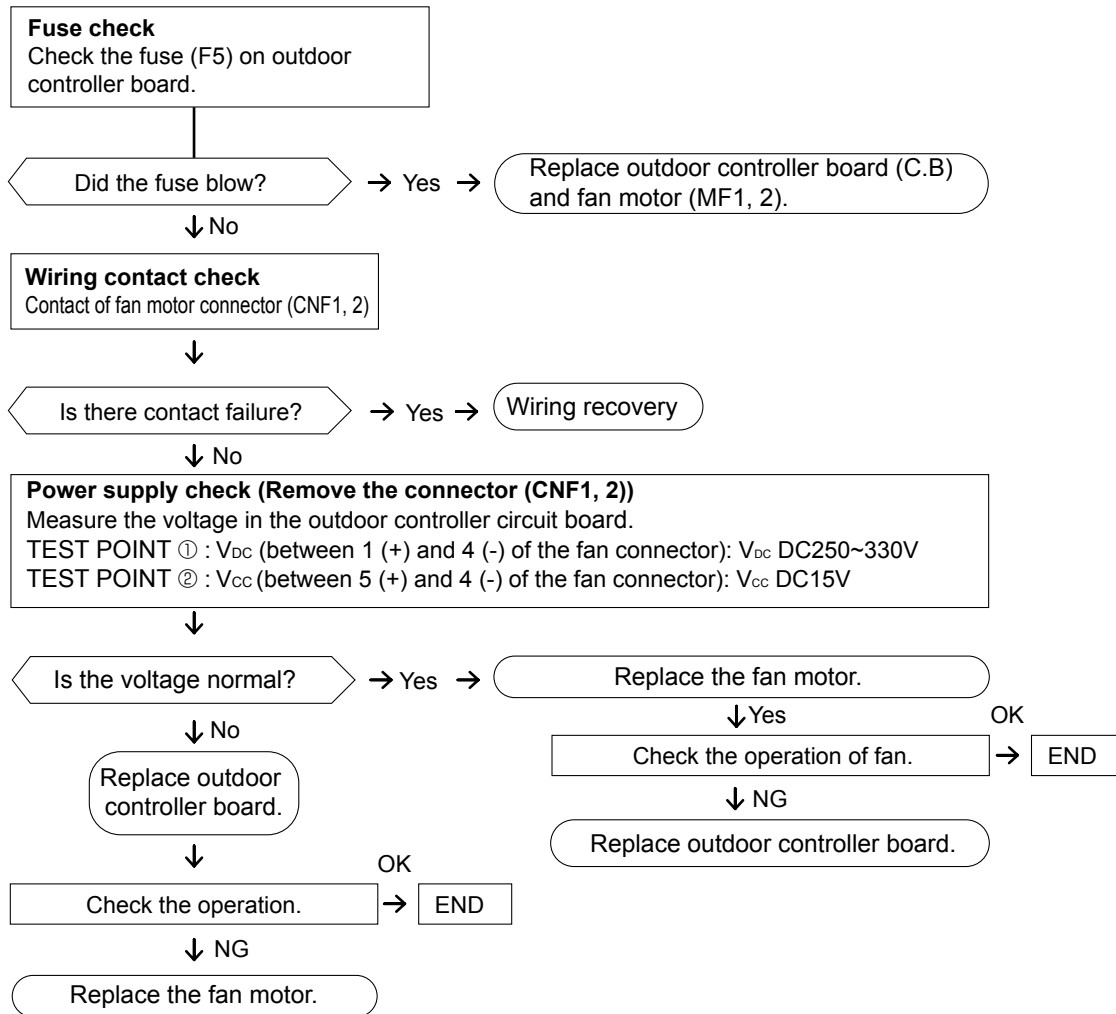 Fuse check
Check the fuse (F5) on outdoor
controller board.
Did the fuse blow?
Yes
Replace outdoor controller board (C.B)
and fan motor (MF1, 2).
No
Wiring contact check
Contact of fan motor connector (CNF1, 2)
Is there contact failure?
Yes
Wiring recovery
No
Power supply check (Remove the connector (CNF1, 2))
Measure the voltage in the outdoor controller circuit board.
TEST POINT ① : VDC (between 1 (+) and 4 (-) of the fan connector): VDC DC250~330V
TEST POINT ② : VCC (between 5 (+) and 4 (-) of the fan connector): Vcc DC15V
Is the voltage normal?
Yes
Replace the fan motor.
Yes
OK
Check the operation of fan.
END
NG
Replace outdoor controller board.
No
Replace outdoor
controller board.
OK
Check the operation.
END
NG
Replace the fan motor.